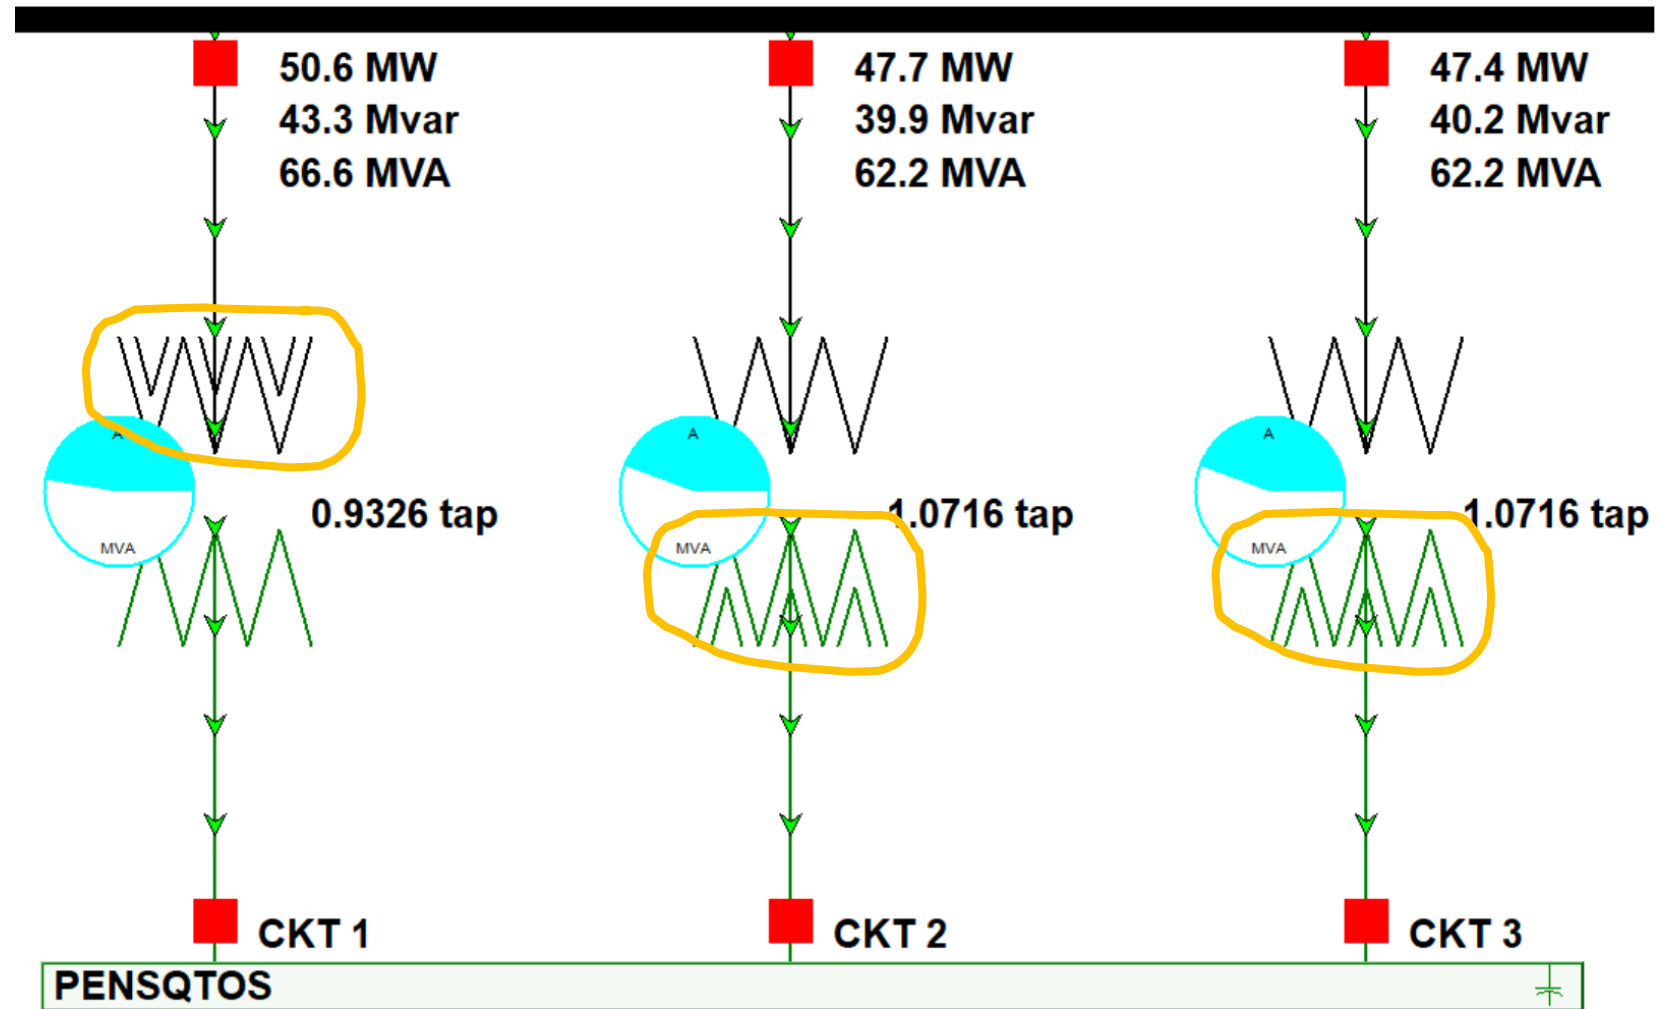 50.6 MW
43.3 Mvar
66.6 MVA
47.7 MW
39.9 Mvar
62.2 MVA
47.4 MW
40.2 Mvar
62.2 MVA
A
MVA
0.9326 tap
A
MVA
1.0716 tap
A
MVA
1.0716 tap
CKT 1
CKT 2
CKT 3
PENSQTOS